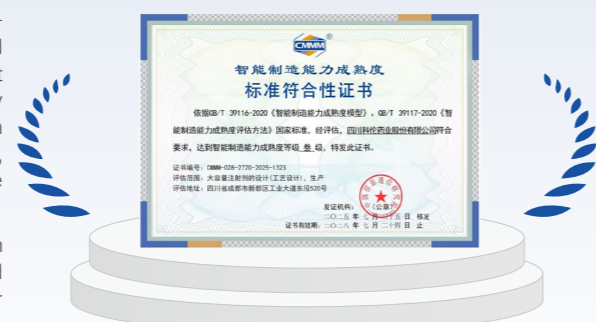 CMMM®
智能制造能力成熟度
标准符合性证书
依据GB/T 39116-2020《智能制造能力成熟度模型》、GB/T 39117-2020《智
能制造能力成熟度评估方法》国家标准，经评估，四川科伦药业股份有限公司符合
要求，达到智能制造能力成熟度等级 叁 级，特发此证书。
证书编号：CMMM-028-2720-2025-1323
评估范围：大容量注射剂的设计(工艺设计)，生产
评估地址：四川省成都市新都区工业大道东段520号
发证机构： （公章）
二〇二五 年 七 月 二十五 日 核发
证书有效期：二〇二八 年 七 月 二十四 日 止